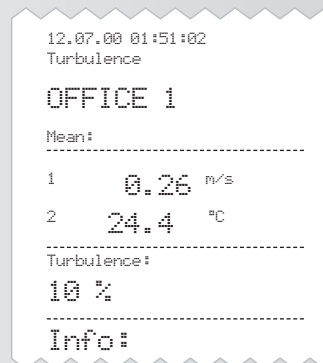 12.07.00 01:51:02
Turbulence
OFFICE 1
Mean:
1 0.26 m/s
2 24.4 °C
Turbulence:
10 %
Info: